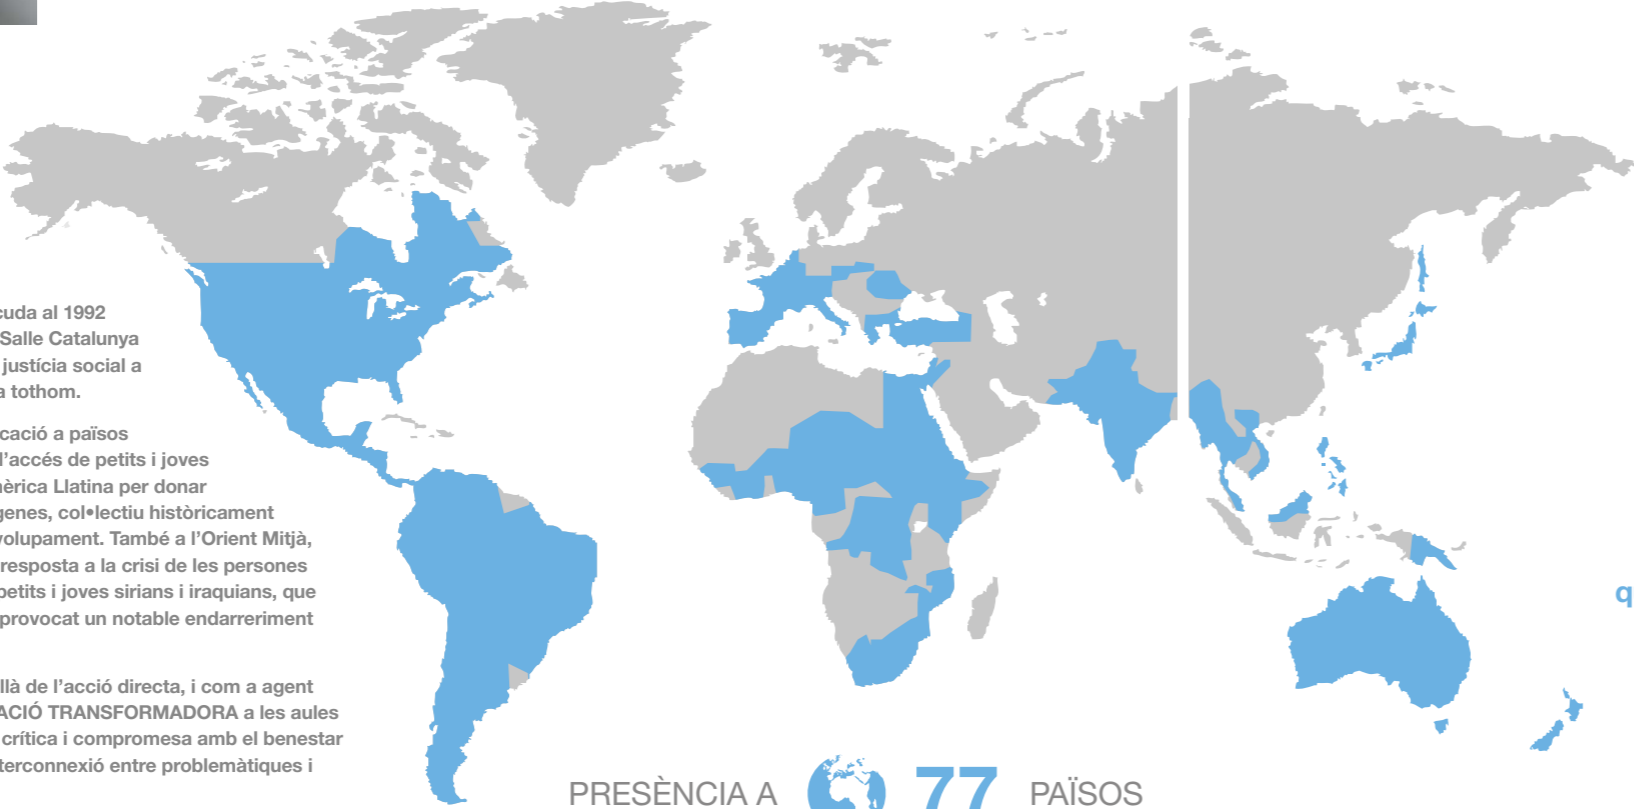 cuda al 1992
Salle Catalunya
justícia social a
a tothom.
cació a països
l’accés de petits i joves
mèrica Llatina per donar
genes, col•lectiu històricament
volupament. També a l’Orient Mitjà,
resposta a la crisi de les persones
petits i joves sirians i iraquians, que
provocat un notable endarreriment
llà de l’acció directa, i com a agent
ACIÓ TRANSFORMADORA a les aules
crítica i compromesa amb el benestar
terconnexió entre problemàtiques i
q
PRESÈNCIA A 77 PAÏSOS